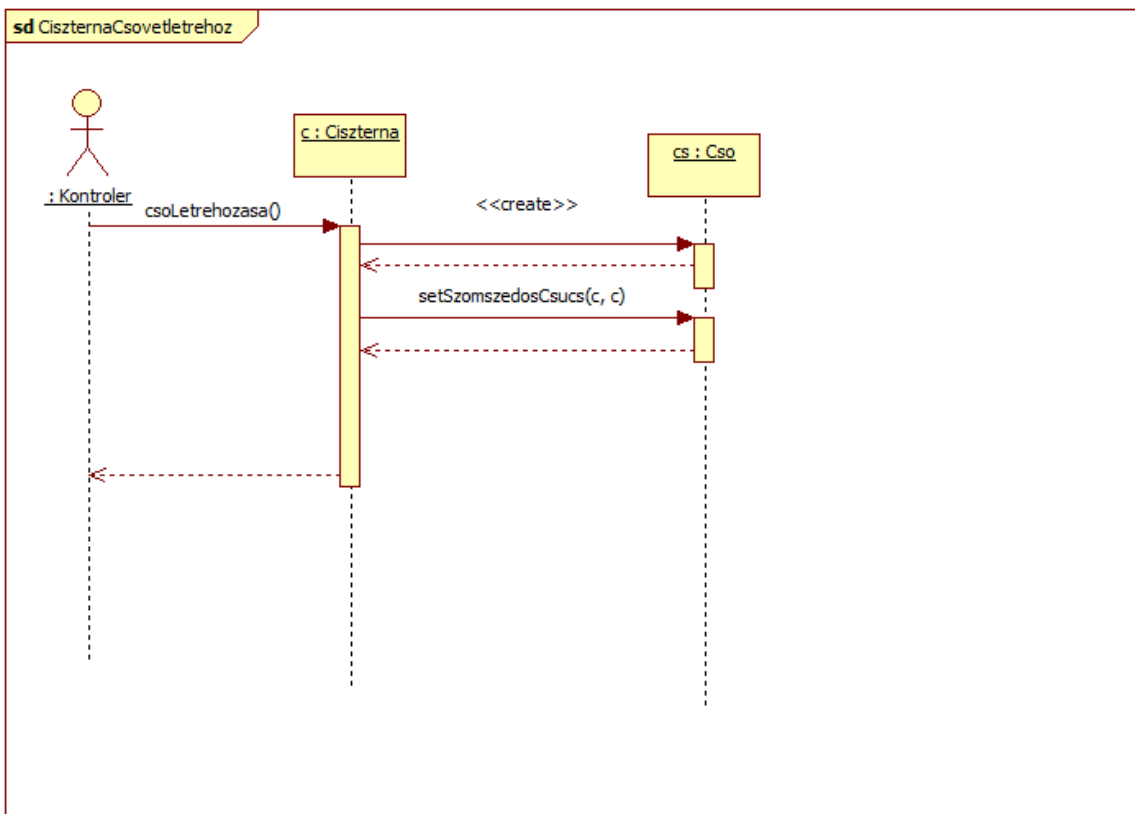 sd CiszternaCsovetletrehoz
c : Ciszterna
cs : Cso
: Kontroler
csoLetrehozasa()
<<create>>
setSzomszedosCsucs(c, c)